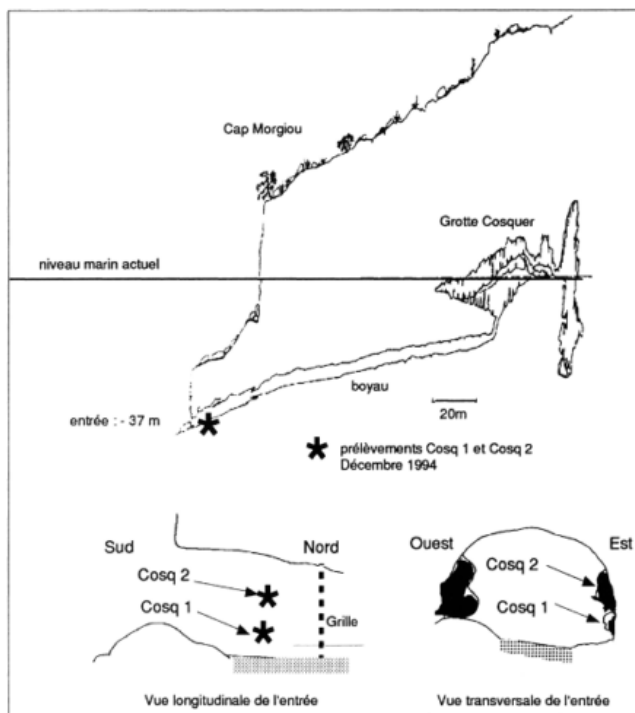 Cap Morgiou
Grotte Cosquer
niveau marin actuel
boyau
20m
entrée : - 37 m
prélèvements Cosq 1 et Cosq 2
Décembre 1994
Sud
Nord
Cosq 2
Cosq 1
Grille
Vue longitudinale de l'entrée
Ouest
Est
Cosq 2
Cosq 1
Vue transversale de l'entrée